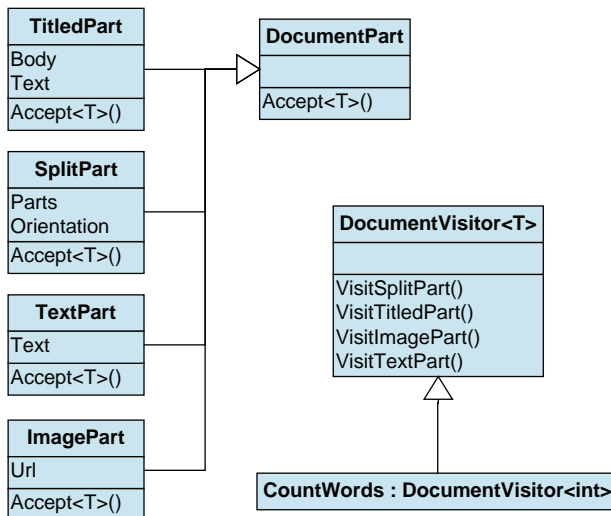 TitledPart
Body
Text
Accept<T>()
SplitPart
Parts
Orientation
Accept<T>()
TextPart
Text
Accept<T>()
ImagePart
Url
Accept<T>()
DocumentPart
Accept<T>()
DocumentVisitor<T>
VisitSplitPart()
VisitTitledPart()
VisitImagePart()
VisitTextPart()
CountWords : DocumentVisitor<int>